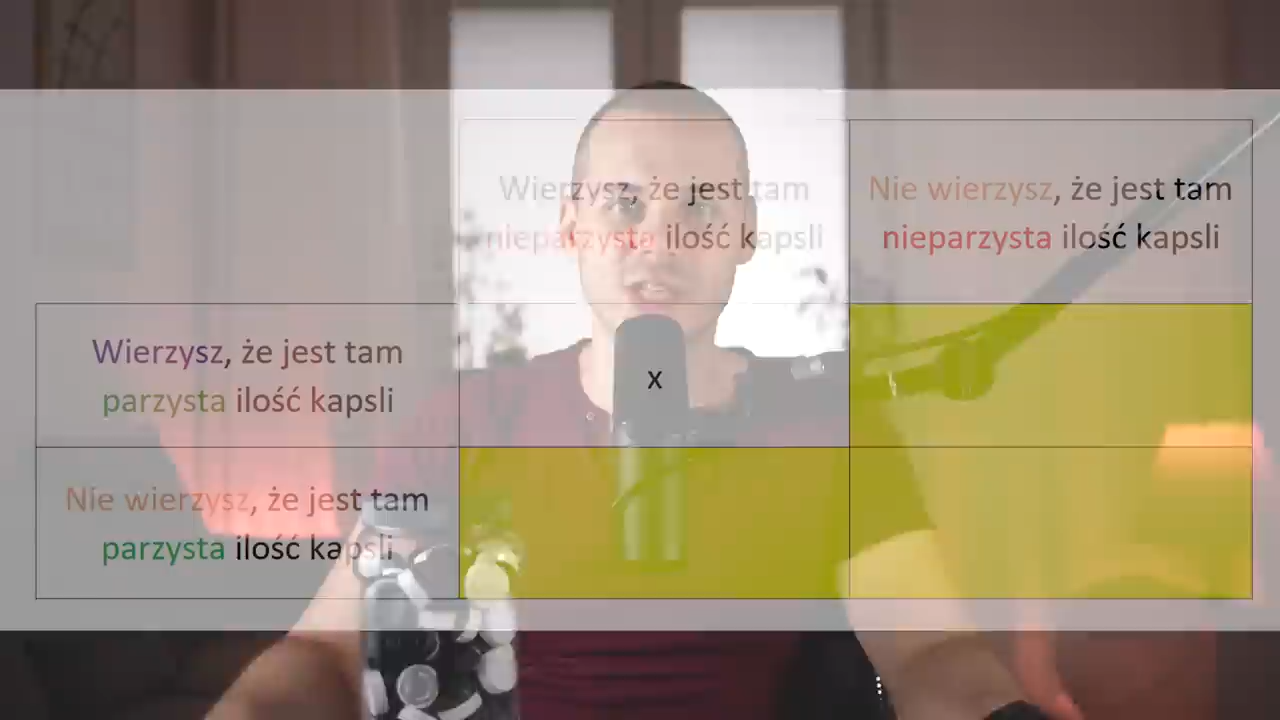 Wierzysz, że jest tam
nieparzysta ilość kapsli
Nie wierzysz, że jest tam
nieparzysta ilość kapsli
Wierzysz, że jest tam
parzysta ilość kapsli
x
Nie wierzysz, że jest tam
parzysta ilość kapsli